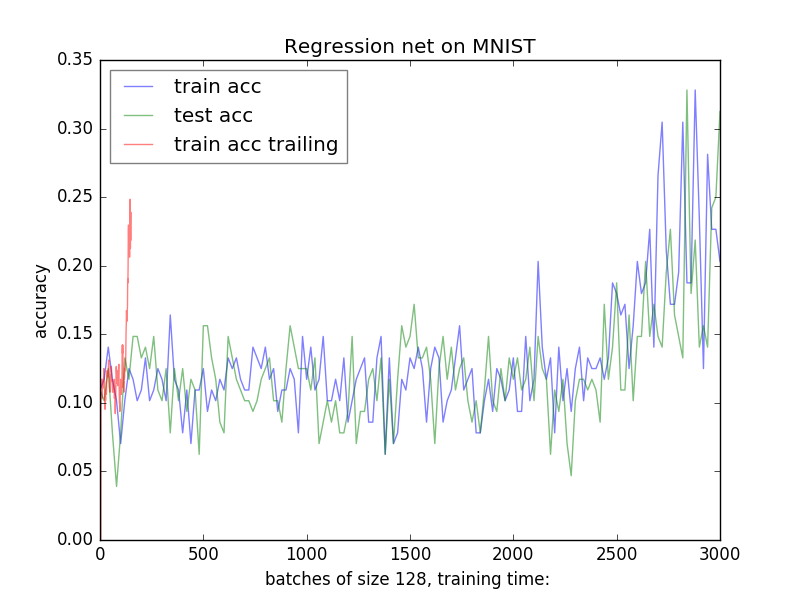 Regression net on MNIST
0.35
0.30
0.25
0.20
0.15
0.10
0.05
0.00
accuracy
train acc
test acc
train acc trailing
0 500 1000 1500 2000 2500 3000
batches of size 128, training time: